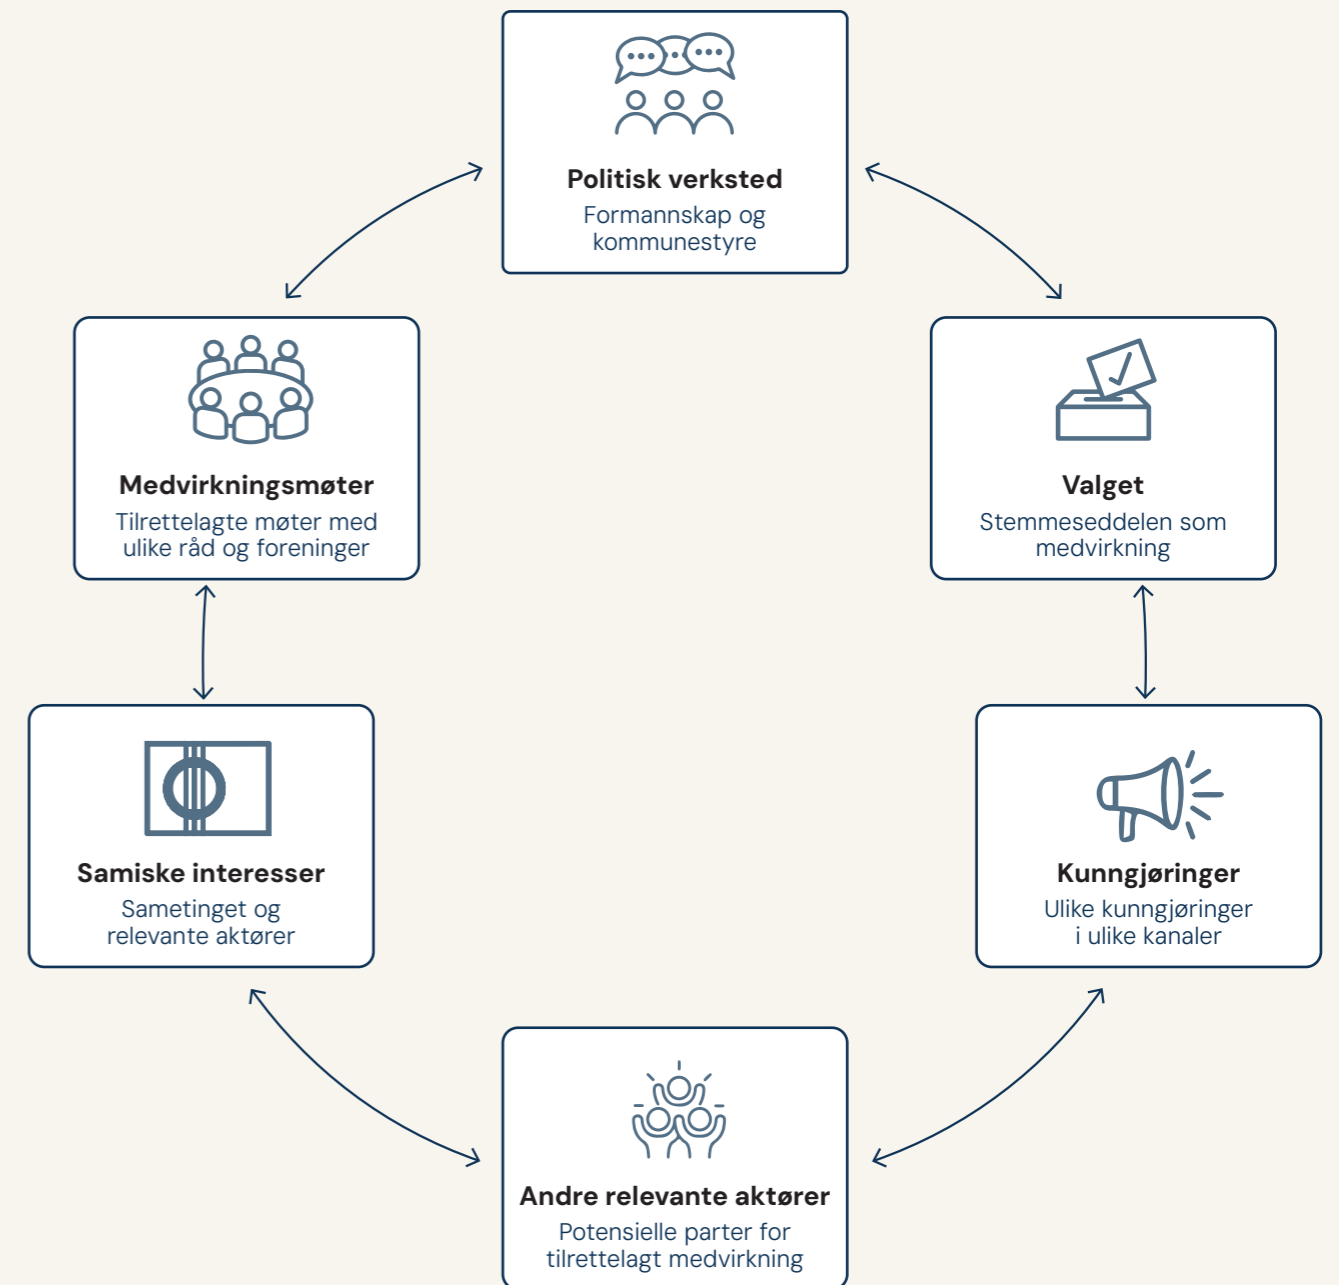 Politisk verksted
Formannskap og
kommunestyre
Medvirkningsmøter
Tilrettelagte møter med
ulike råd og foreninger
Valget
Stemmeseddelen som
medvirkning
Samiske interesser
Sametinget og
relevante aktører
Kunngjøringer
Ulike kunngjøringer
i ulike kanaler
Andre relevante aktører
Potensielle parter for
tilrettelagt medvirkning